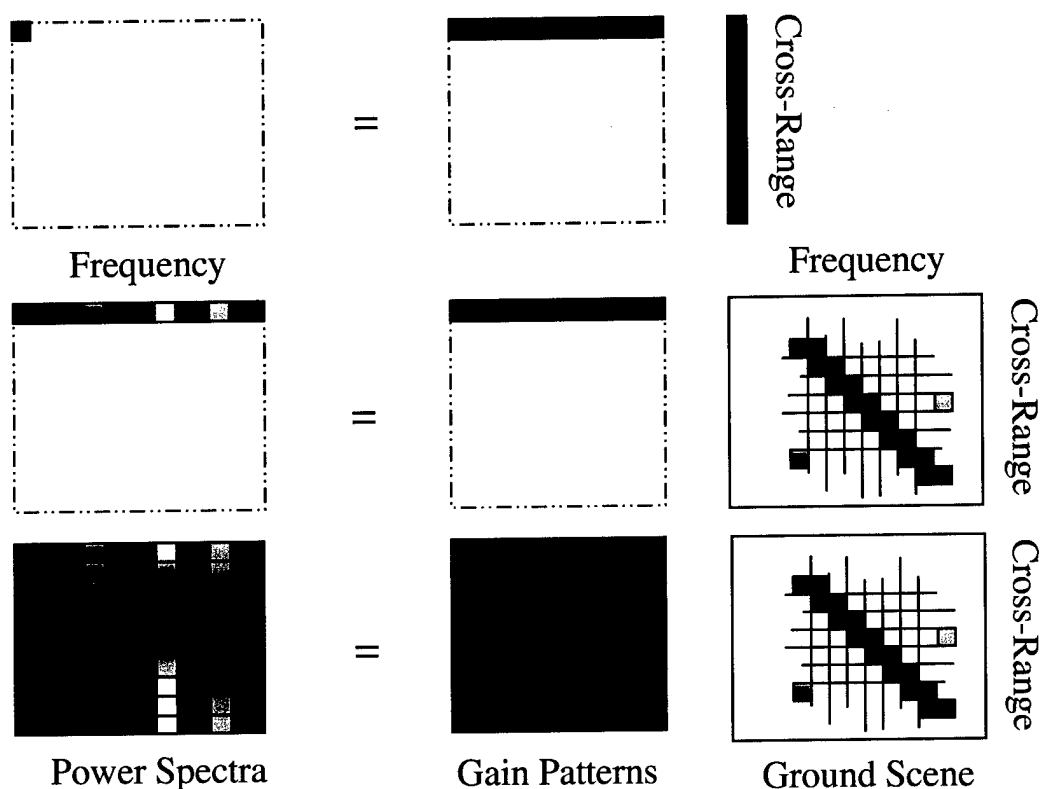 =
Cross-Range
Frequency
Frequency
=
Cross-Range
=
Cross-Range
Power Spectra
Gain Patterns
Ground Scene